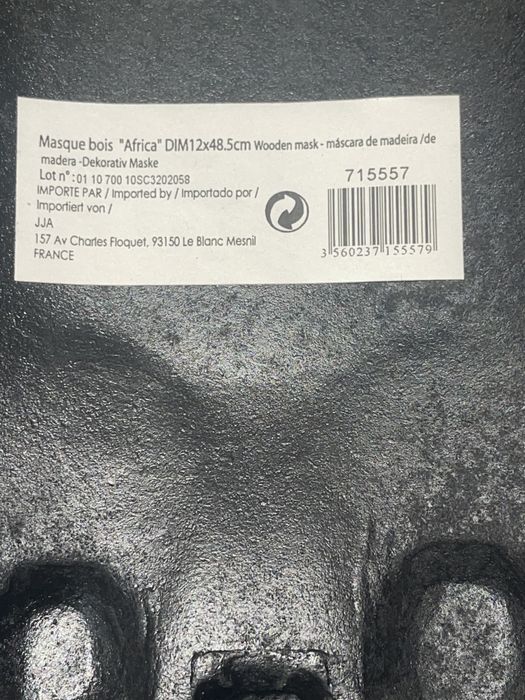 Masque bois "Africa" DIM12x48.5cm Wooden mask - máscara de madeira /de
madera -Dekorativ Maske
Lot n° :01 10 700 10SC3202058
IMPORTE PAR / Imported by / Importado por /
Importiert von /
JJA
157 Av Charles Floquet, 93150 Le Blanc Mesnil
FRANCE
715557
3 560237 155579